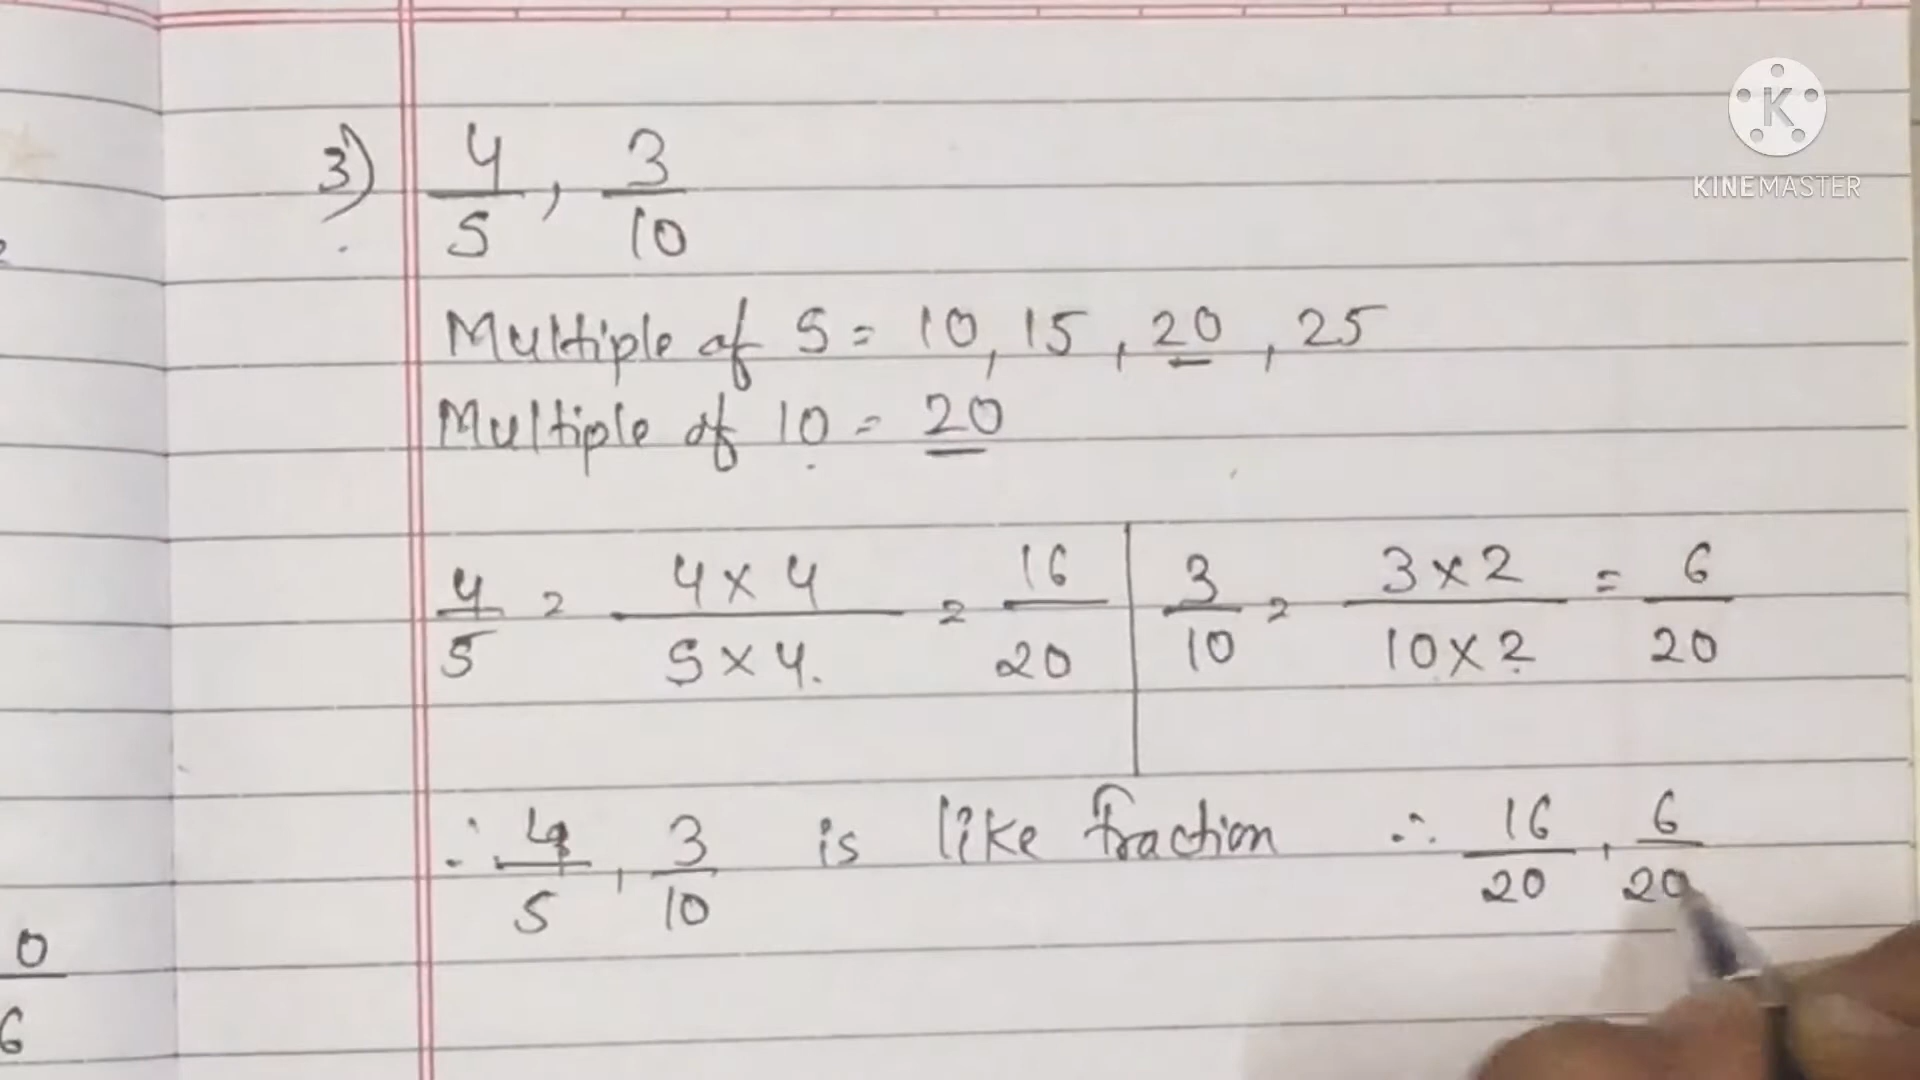 K
KINEMASTER
3) 4/5, 3/10
Multiple of 5 = 10, 15, 20, 25
Multiple of 10 = 20
4/5 = 4 x 4 / 5 x 4. = 16/20 | 3/10 = 3 x 2 / 10 x 2 = 6/20
∴ 4/5, 3/10 is like fraction ∴ 16/20, 6/20
0
6